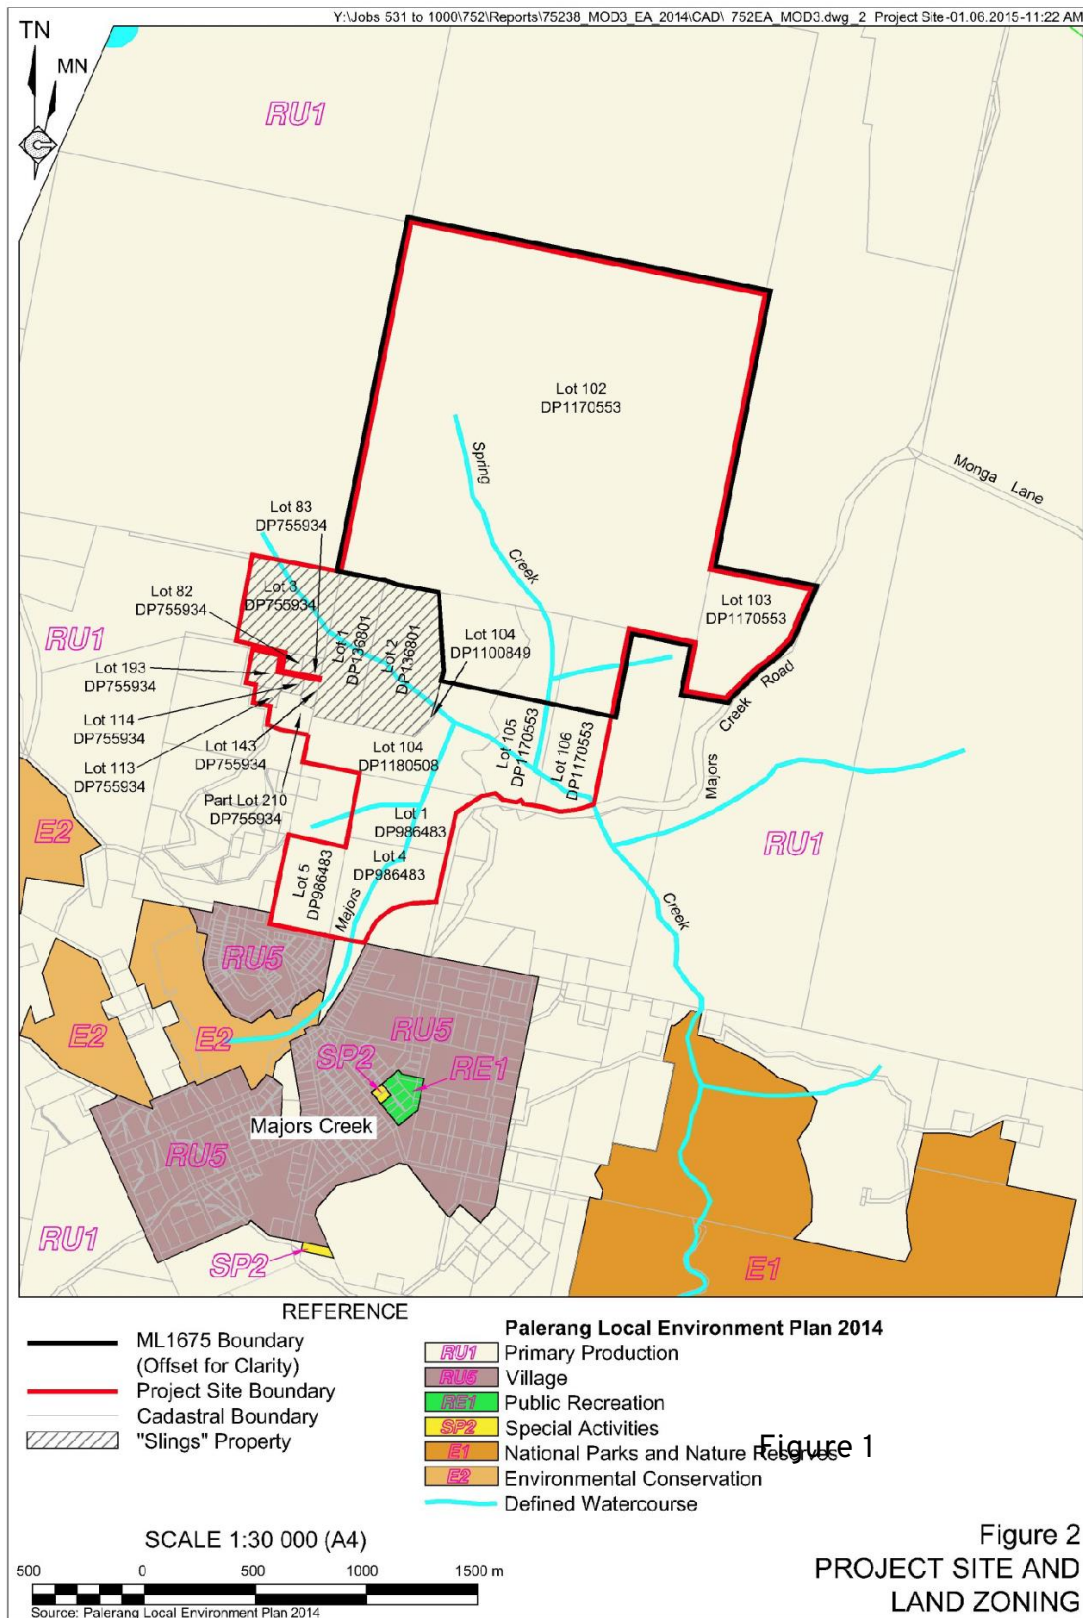 Y:\Jobs 531 to 1000\752\Reports\75238_MOD3_EA_2014\CAD\_752EA_MOD3.dwg_2_Project Site-01.06.2015-11:22 AM
TN
MN
RU1
Lot 102
DP1170553
Spring
Creek
Monga Lane
Lot 83
DP755934
Lot 82
DP755934
Lot 3
DP755934
Lot 1
DP136801
Lot 2
DP136801
Lot 104
DP1100849
Lot 103
DP1170553
RU1
Lot 193
DP755934
Lot 114
DP755934
Lot 113
DP755934
Lot 143
DP755934
Part Lot 210
DP755934
Lot 104
DP1180508
Lot 105
DP1170553
Lot 106
DP1170553
Majors
Creek
Road
Lot 1
DP986483
Lot 4
DP986483
Lot 5
DP986483
Majors
Creek
RU1
E2
RU5
E2
E2
RU5
SP2
RE1
Majors Creek
RU5
RU1
SP2
E1
REFERENCE
ML1675 Boundary
(Offset for Clarity)
Project Site Boundary
Cadastral Boundary
"Slings" Property
Palerang Local Environment Plan 2014
RU1 Primary Production
RU5 Village
RE1 Public Recreation
SP2 Special Activities
E1 National Parks and Nature Reserves
Figure 1
E2 Environmental Conservation
Defined Watercourse
SCALE 1:30 000 (A4)
500 0 500 1000 1500 m
Source: Palerang Local Environment Plan 2014
Figure 2
PROJECT SITE AND
LAND ZONING